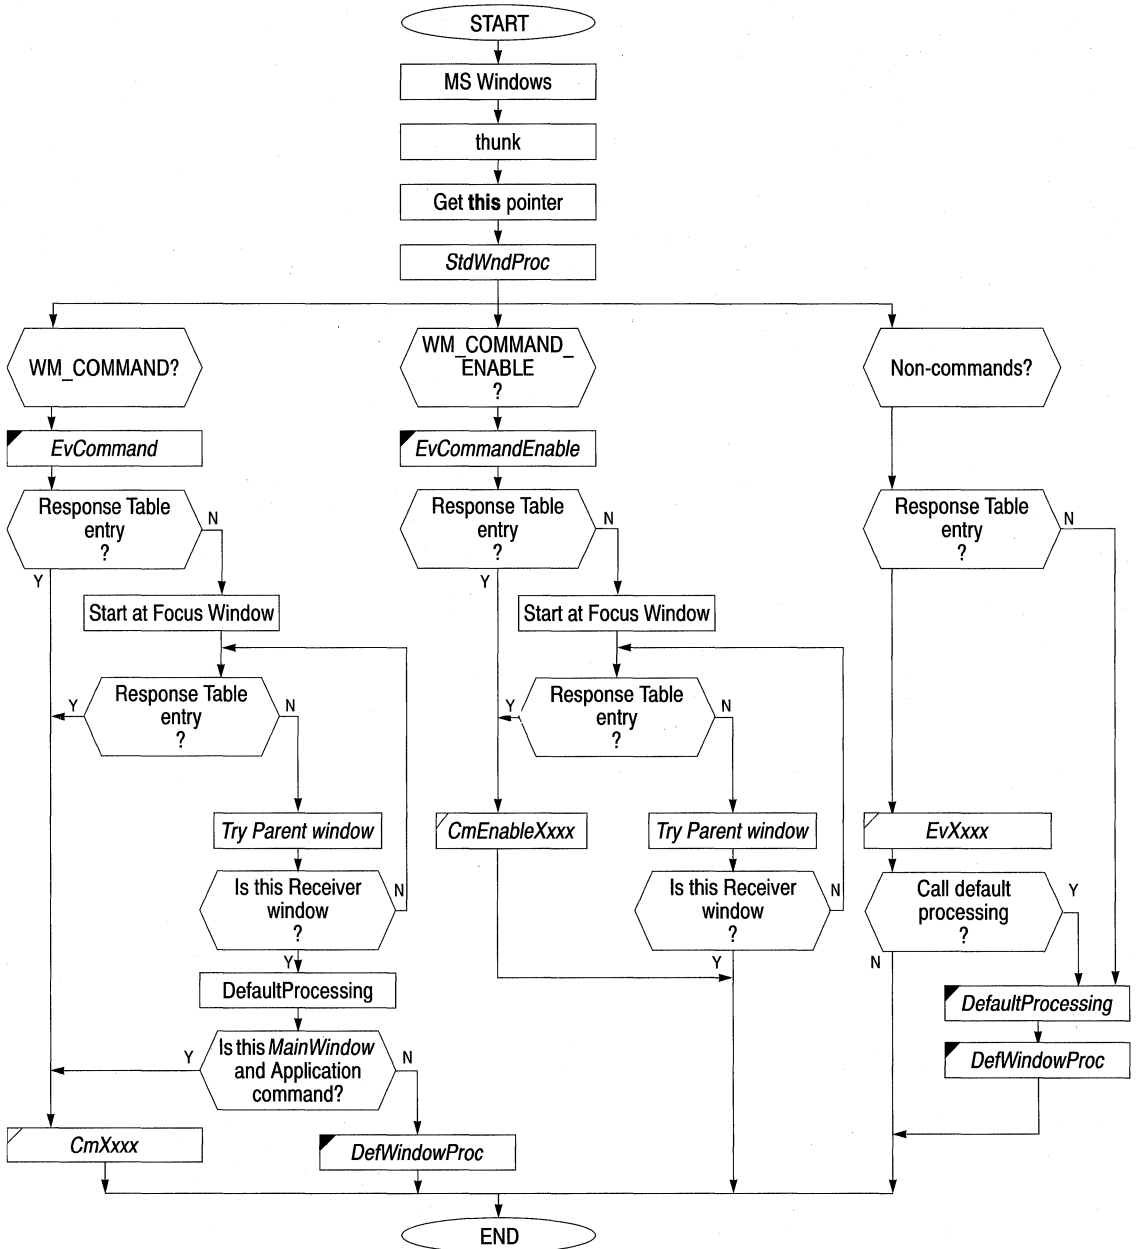 START
MS Windows
thunk
Get this pointer
StdWndProc
WM_COMMAND?
WM_COMMAND_
ENABLE
?
Non-commands?
EvCommand
EvCommandEnable
Response Table
entry
?
N
Y
Response Table
entry
?
N
Y
Response Table
entry
?
N
Start at Focus Window
Start at Focus Window
Response Table
entry
?
Y
N
Response Table
entry
?
Y
N
Try Parent window
CmEnableXxxx
Try Parent window
EvXxxx
Is this Receiver
window
?
N
Y
Is this Receiver
window
?
N
Y
Call default
processing
?
Y
N
DefaultProcessing
DefaultProcessing
Is this MainWindow
and Application
command?
Y
N
DefWindowProc
CmXxxx
DefWindowProc
END